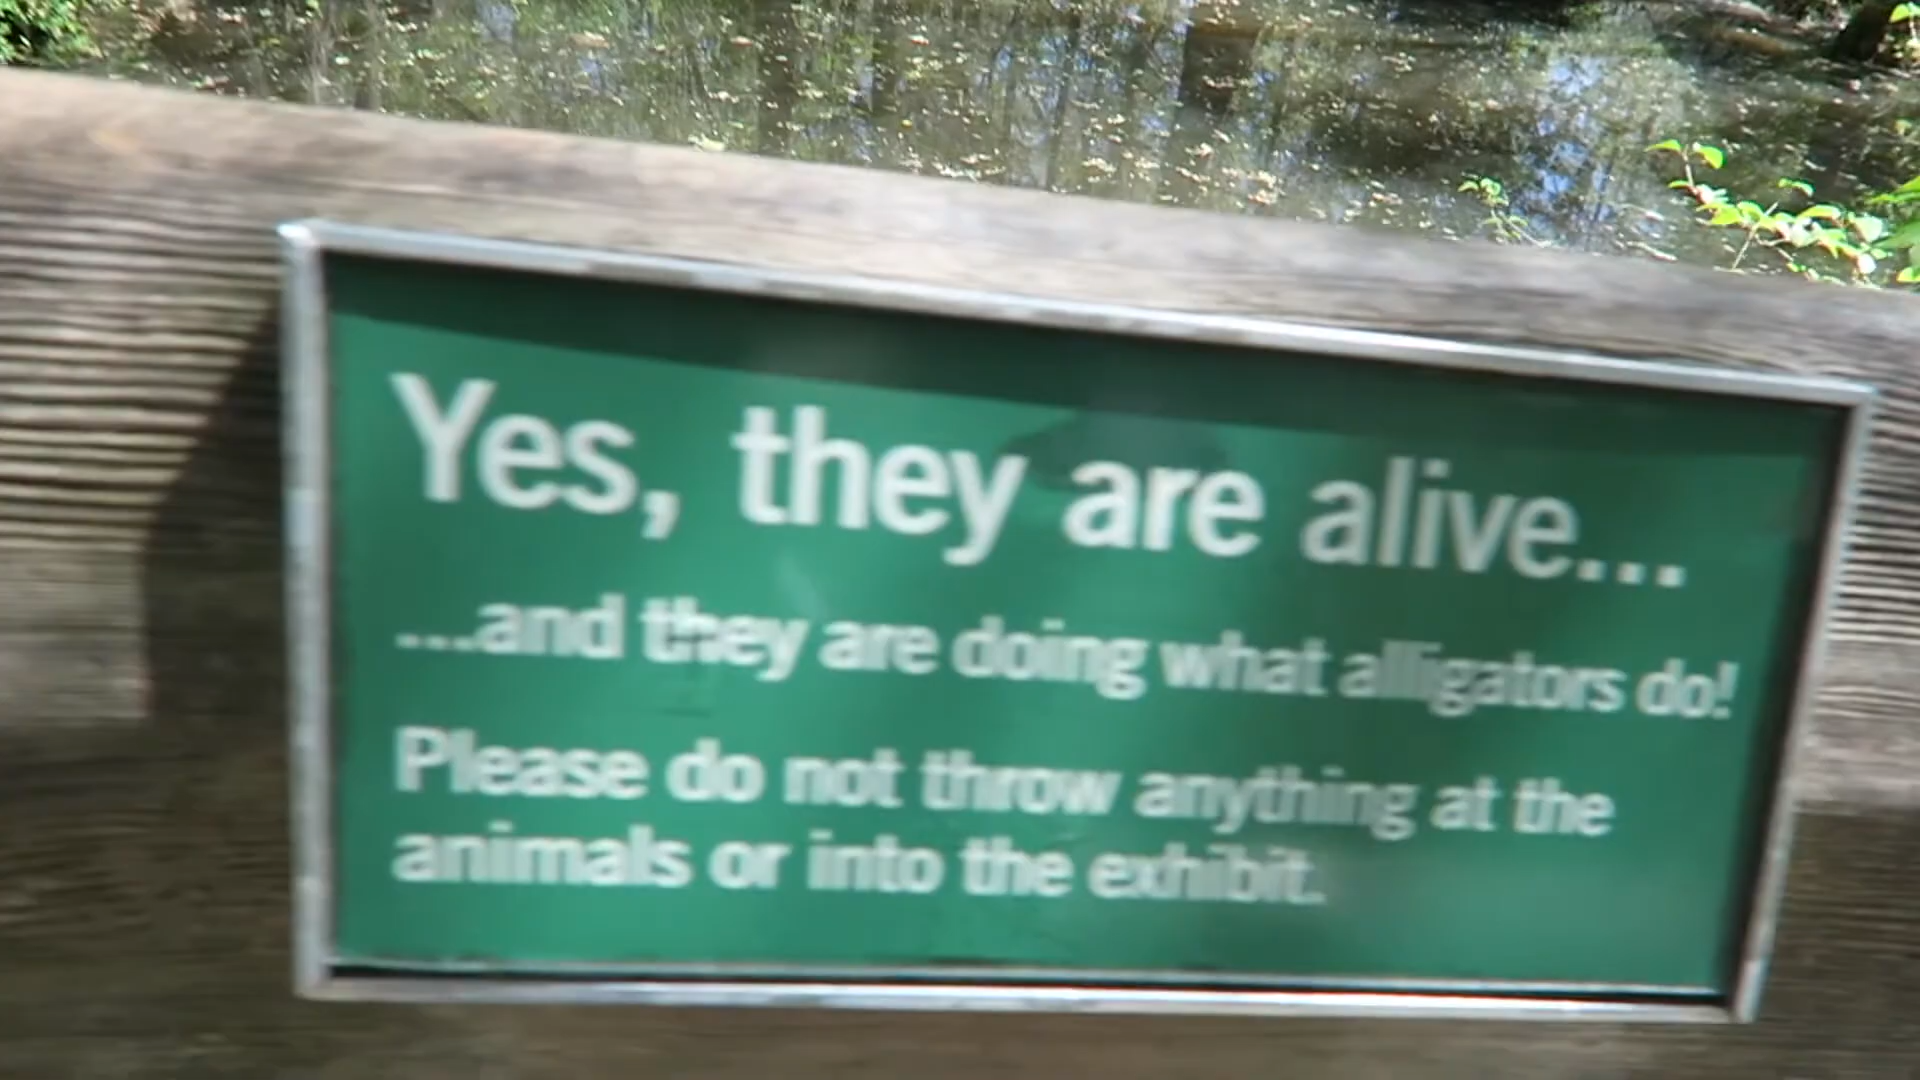 Yes, they are alive...
...and they are doing what alligators do!
Please do not throw anything at the
animals or into the exhibit.